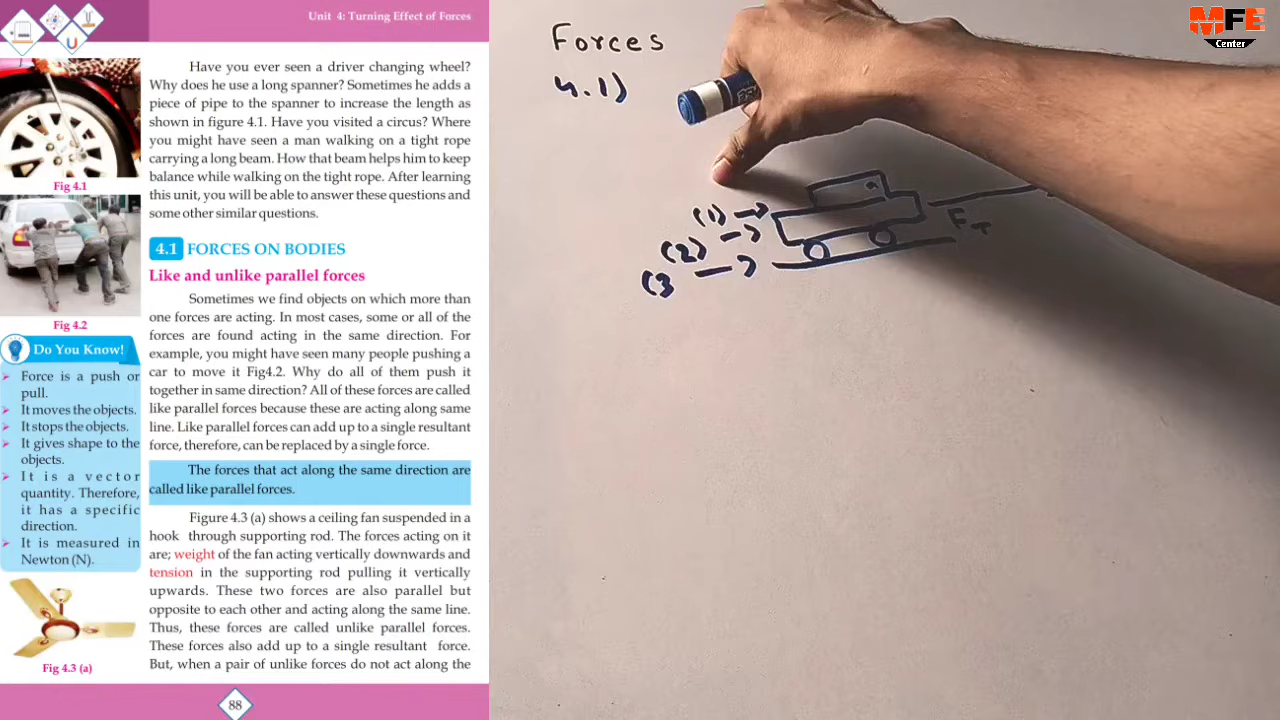 Unit 4: Turning Effect of Forces
Have you ever seen a driver changing wheel?
Why does he use a long spanner? Sometimes he adds a
piece of pipe to the spanner to increase the length as
shown in figure 4.1. Have you visited a circus? Where
you might have seen a man walking on a tight rope
carrying a long beam. How that beam helps him to keep
balance while walking on the tight rope. After learning
this unit, you will be able to answer these questions and
some other similar questions.
Fig 4.1
4.1 FORCES ON BODIES
Like and unlike parallel forces
Sometimes we find objects on which more than
one forces are acting. In most cases, some or all of the
forces are found acting in the same direction. For
example, you might have seen many people pushing a
car to move it Fig4.2. Why do all of them push it
together in same direction? All of these forces are called
like parallel forces because these are acting along same
line. Like parallel forces can add up to a single resultant
force, therefore, can be replaced by a single force.
The forces that act along the same direction are
called like parallel forces.
Figure 4.3 (a) shows a ceiling fan suspended in a
hook through supporting rod. The forces acting on it
are; weight of the fan acting vertically downwards and
tension in the supporting rod pulling it vertically
upwards. These two forces are also parallel but
opposite to each other and acting along the same line.
Thus, these forces are called unlike parallel forces.
These forces also add up to a single resultant force.
But, when a pair of unlike forces do not act along the
Fig 4.2
Do You Know!
Force is a push or
pull.
It moves the objects.
It stops the objects.
It gives shape to the
objects.
It is a vector
quantity. Therefore,
it has a specific
direction.
It is measured in
Newton (N).
Fig 4.3 (a)
88
Forces
4.1)
(1)
(2)
(3
MMFE
Center